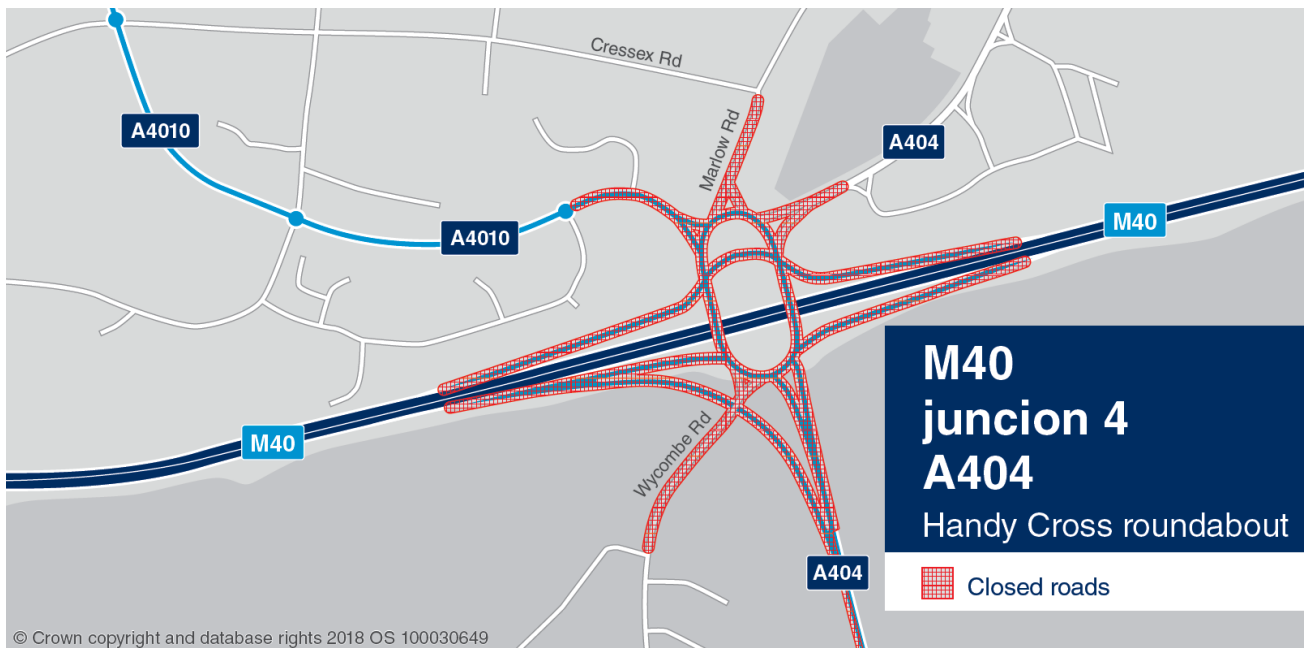 Cressex Rd
A4010
Marlow Rd
A404
A4010
M40
M40
Wycombe Rd
A404
M40
juncion 4
A404
Handy Cross roundabout
Closed roads
© Crown copyright and database rights 2018 OS 100030649